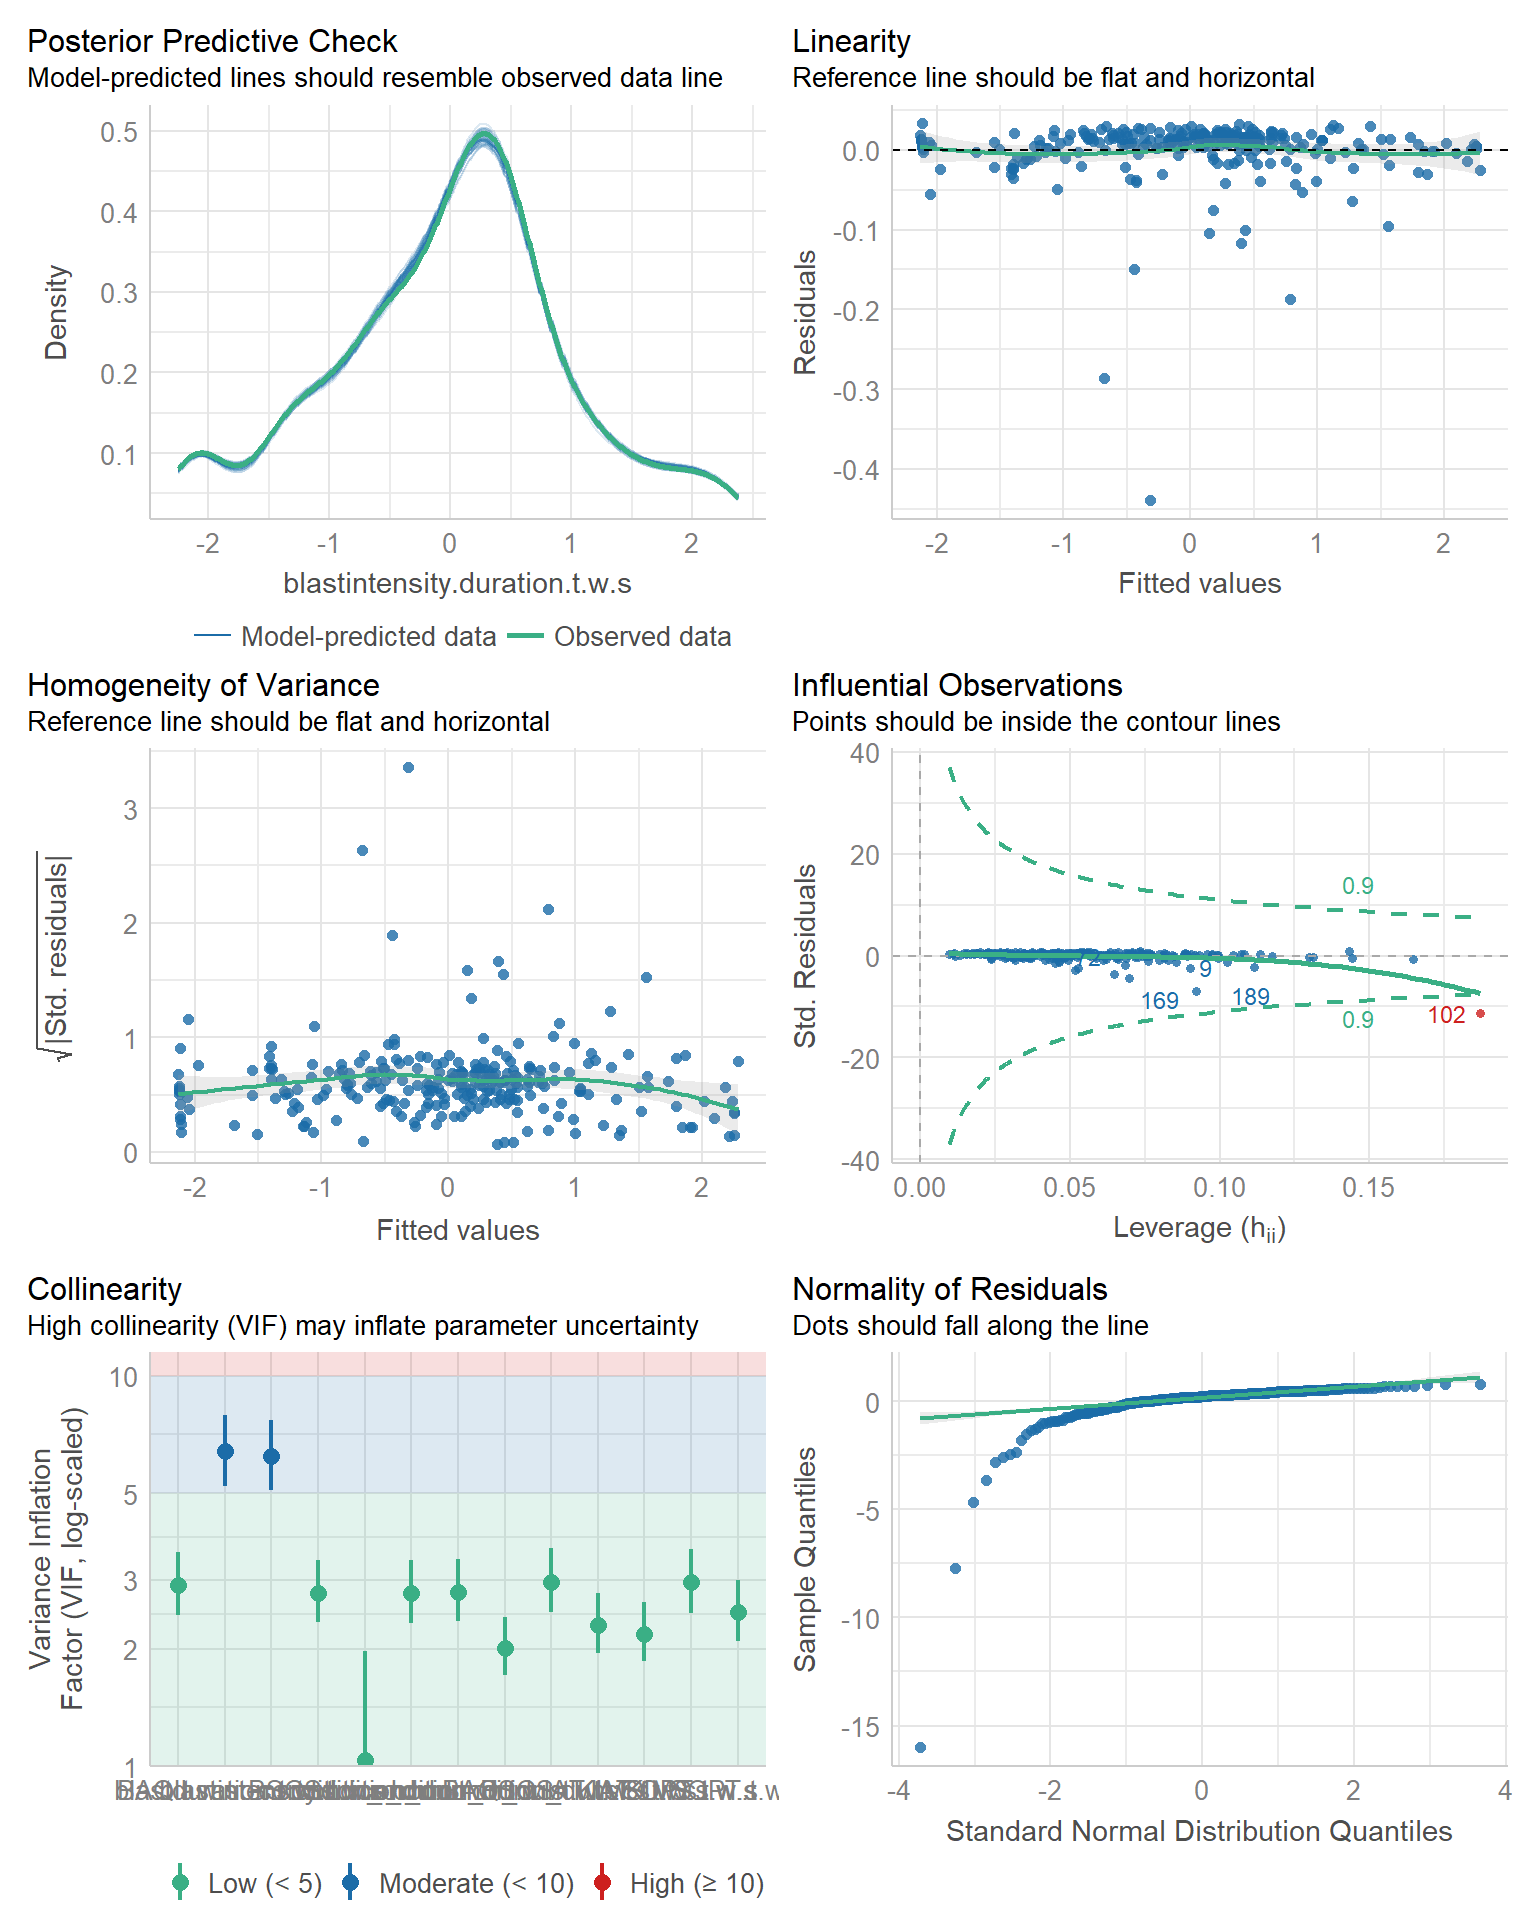 Posterior Predictive Check
Model-predicted lines should resemble observed data line
0.5
0.4
0.3
0.2
0.1
Density
-2 -1 0 1 2
blastintensity.duration.t.w.s
Model-predicted data Observed data
Linearity
Reference line should be flat and horizontal
0.0
-0.1
-0.2
-0.3
-0.4
Residuals
-2 -1 0 1 2
Fitted values
Homogeneity of Variance
Reference line should be flat and horizontal
3
2
1
0
√|Std. residuals|
-2 -1 0 1 2
Fitted values
Influential Observations
Points should be inside the contour lines
40
20
0
-20
-40
Std. Residuals
0.9
9
169
189
102
0.9
0.00 0.05 0.10 0.15
Leverage (hii)
Collinearity
High collinearity (VIF) may inflate parameter uncertainty
10
5
3
2
1
Variance Inflation
Factor (VIF, log-scaled)
Low (< 5) Moderate (< 10) High (≥ 10)
Normality of Residuals
Dots should fall along the line
0
-5
-10
-15
Sample Quantiles
-4 -2 0 2 4
Standard Normal Distribution Quantiles